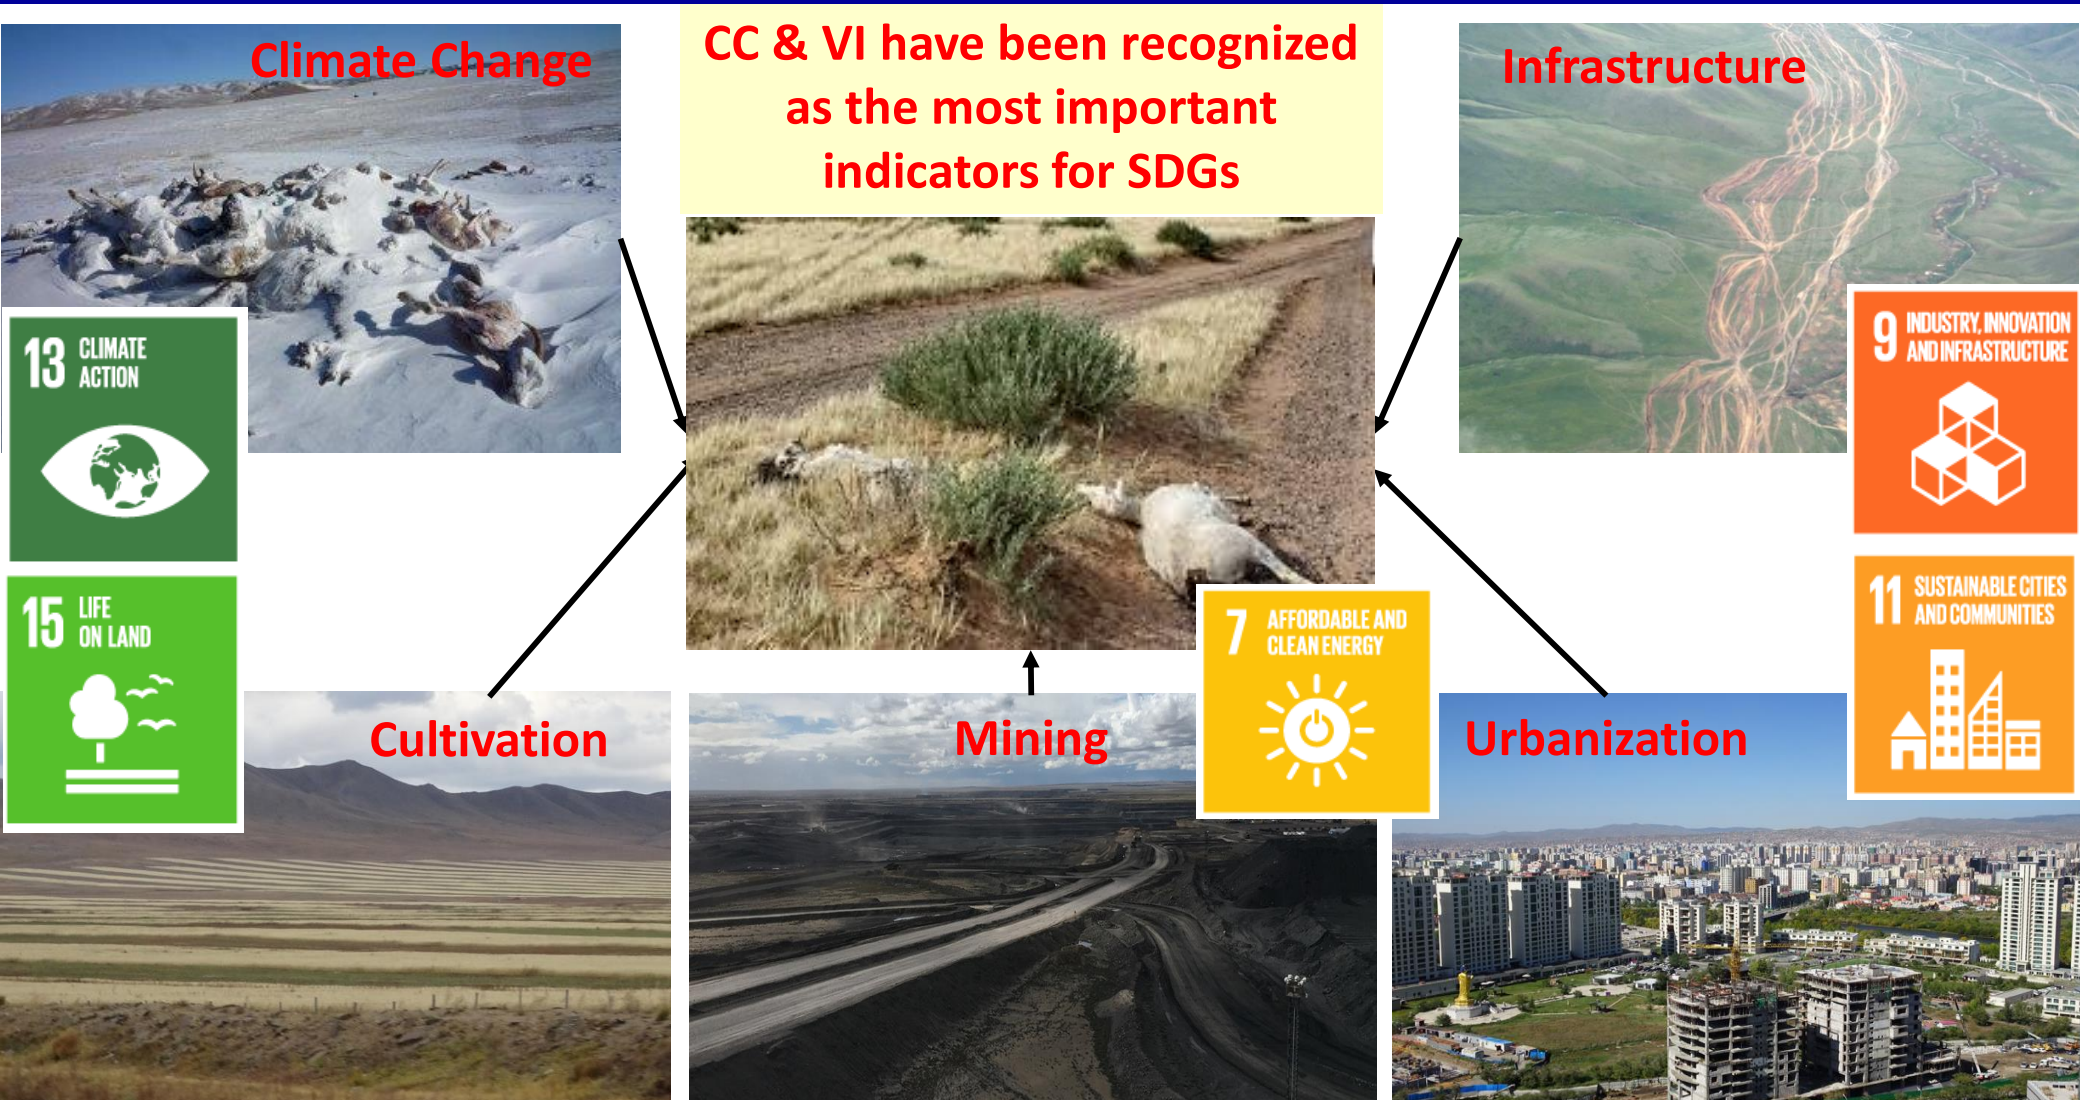 Climate Change
CC & VI have been recognized
as the most important
indicators for SDGs
Infrastructure
13 CLIMATE
ACTION
9 INDUSTRY, INNOVATION
AND INFRASTRUCTURE
15 LIFE
ON LAND
7 AFFORDABLE AND
CLEAN ENERGY
11 SUSTAINABLE CITIES
AND COMMUNITIES
Cultivation
Mining
Urbanization